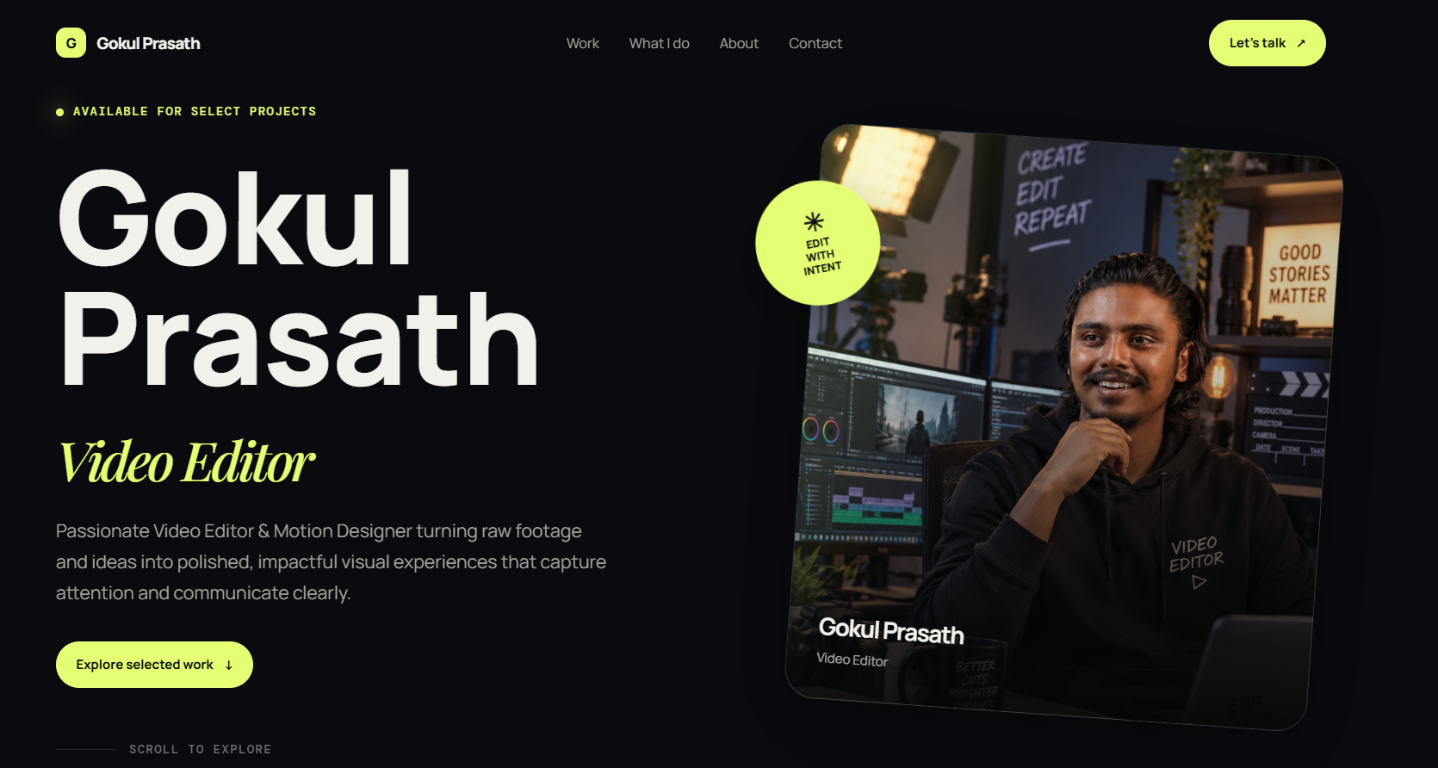 G Gokul Prasath
Work What I do About Contact
Let's talk ↗
AVAILABLE FOR SELECT PROJECTS
Gokul
Prasath
Video Editor
Passionate Video Editor & Motion Designer turning raw footage
and ideas into polished, impactful visual experiences that capture
attention and communicate clearly.
Explore selected work ↓
SCROLL TO EXPLORE
EDIT
WITH
INTENT
CREATE
EDIT
REPEAT
GOOD
STORIES
MATTER
PRODUCTION
DIRECTOR
CAMERA
DATE SCENE TAKE
VIDEO
EDITOR
Gokul Prasath
Video Editor
BETTER
CUTS
BRIGHTER
STORIES